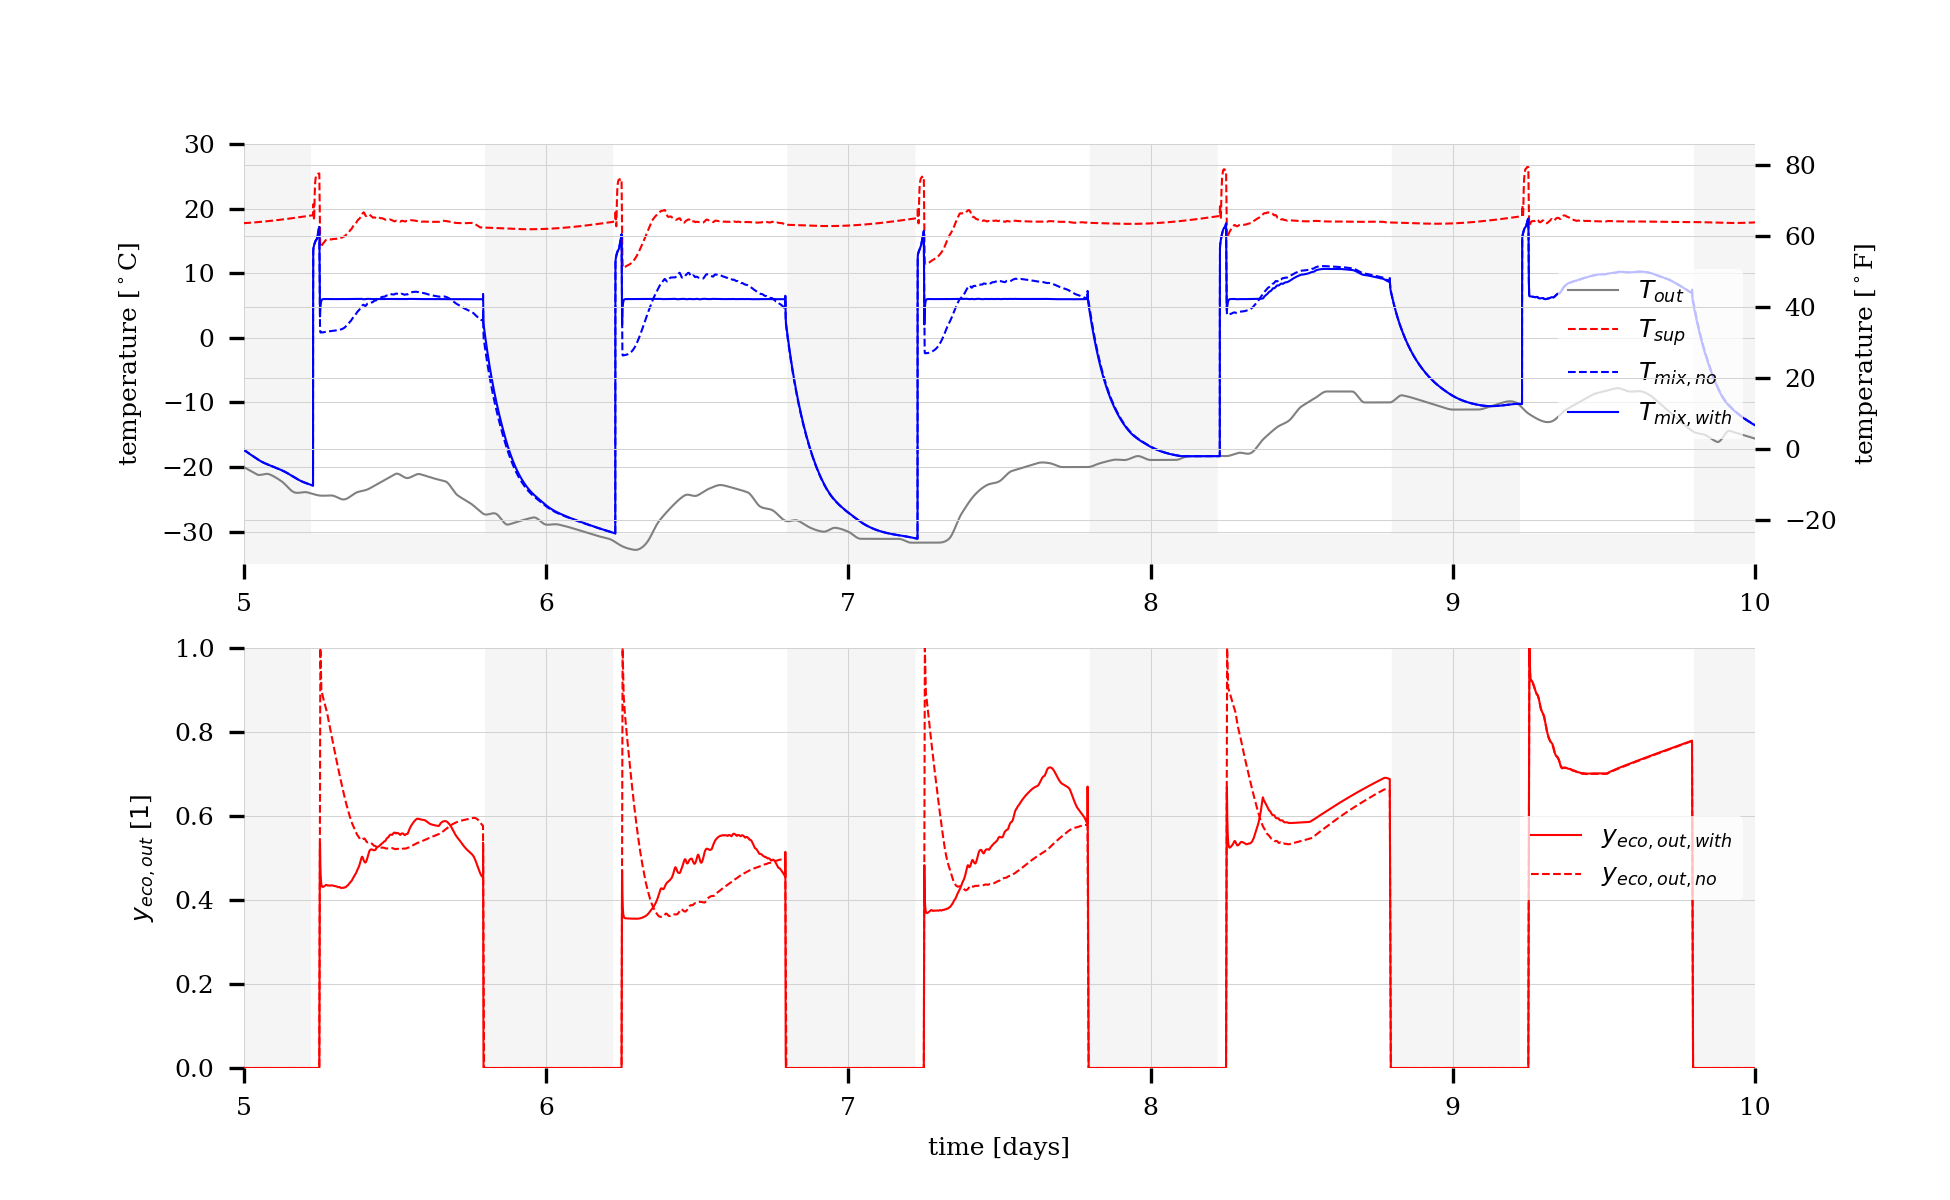 30
20
10
0
−10
−20
−30
temperature [°C]
80
60
40
20
0
−20
temperature [°F]
T_out
T_sup
T_mix,no
T_mix,with
5 6 7 8 9 10
1.0
0.8
0.6
0.4
0.2
0.0
y_eco,out [1]
y_eco,out,with
y_eco,out,no
5 6 7 8 9 10
time [days]